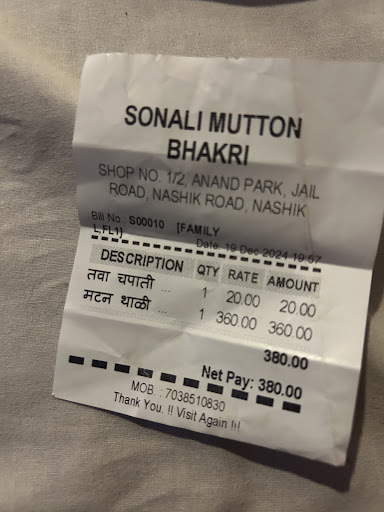 SONALI MUTTON
BHAKRI
SHOP NO. 1/2, ANAND PARK, JAIL
ROAD, NASHIK ROAD, NASHIK
Bill No. S00010 [FAMILY
L,FL1] Date: 19 Dec 2024 19:57
DESCRIPTION QTY RATE AMOUNT
तवा चपाती ... 1 20.00 20.00
मटन थाळी ... 1 360.00 360.00
380.00
Net Pay: 380.00
MOB. : 7038510830
Thank You. !! Visit Again !!!